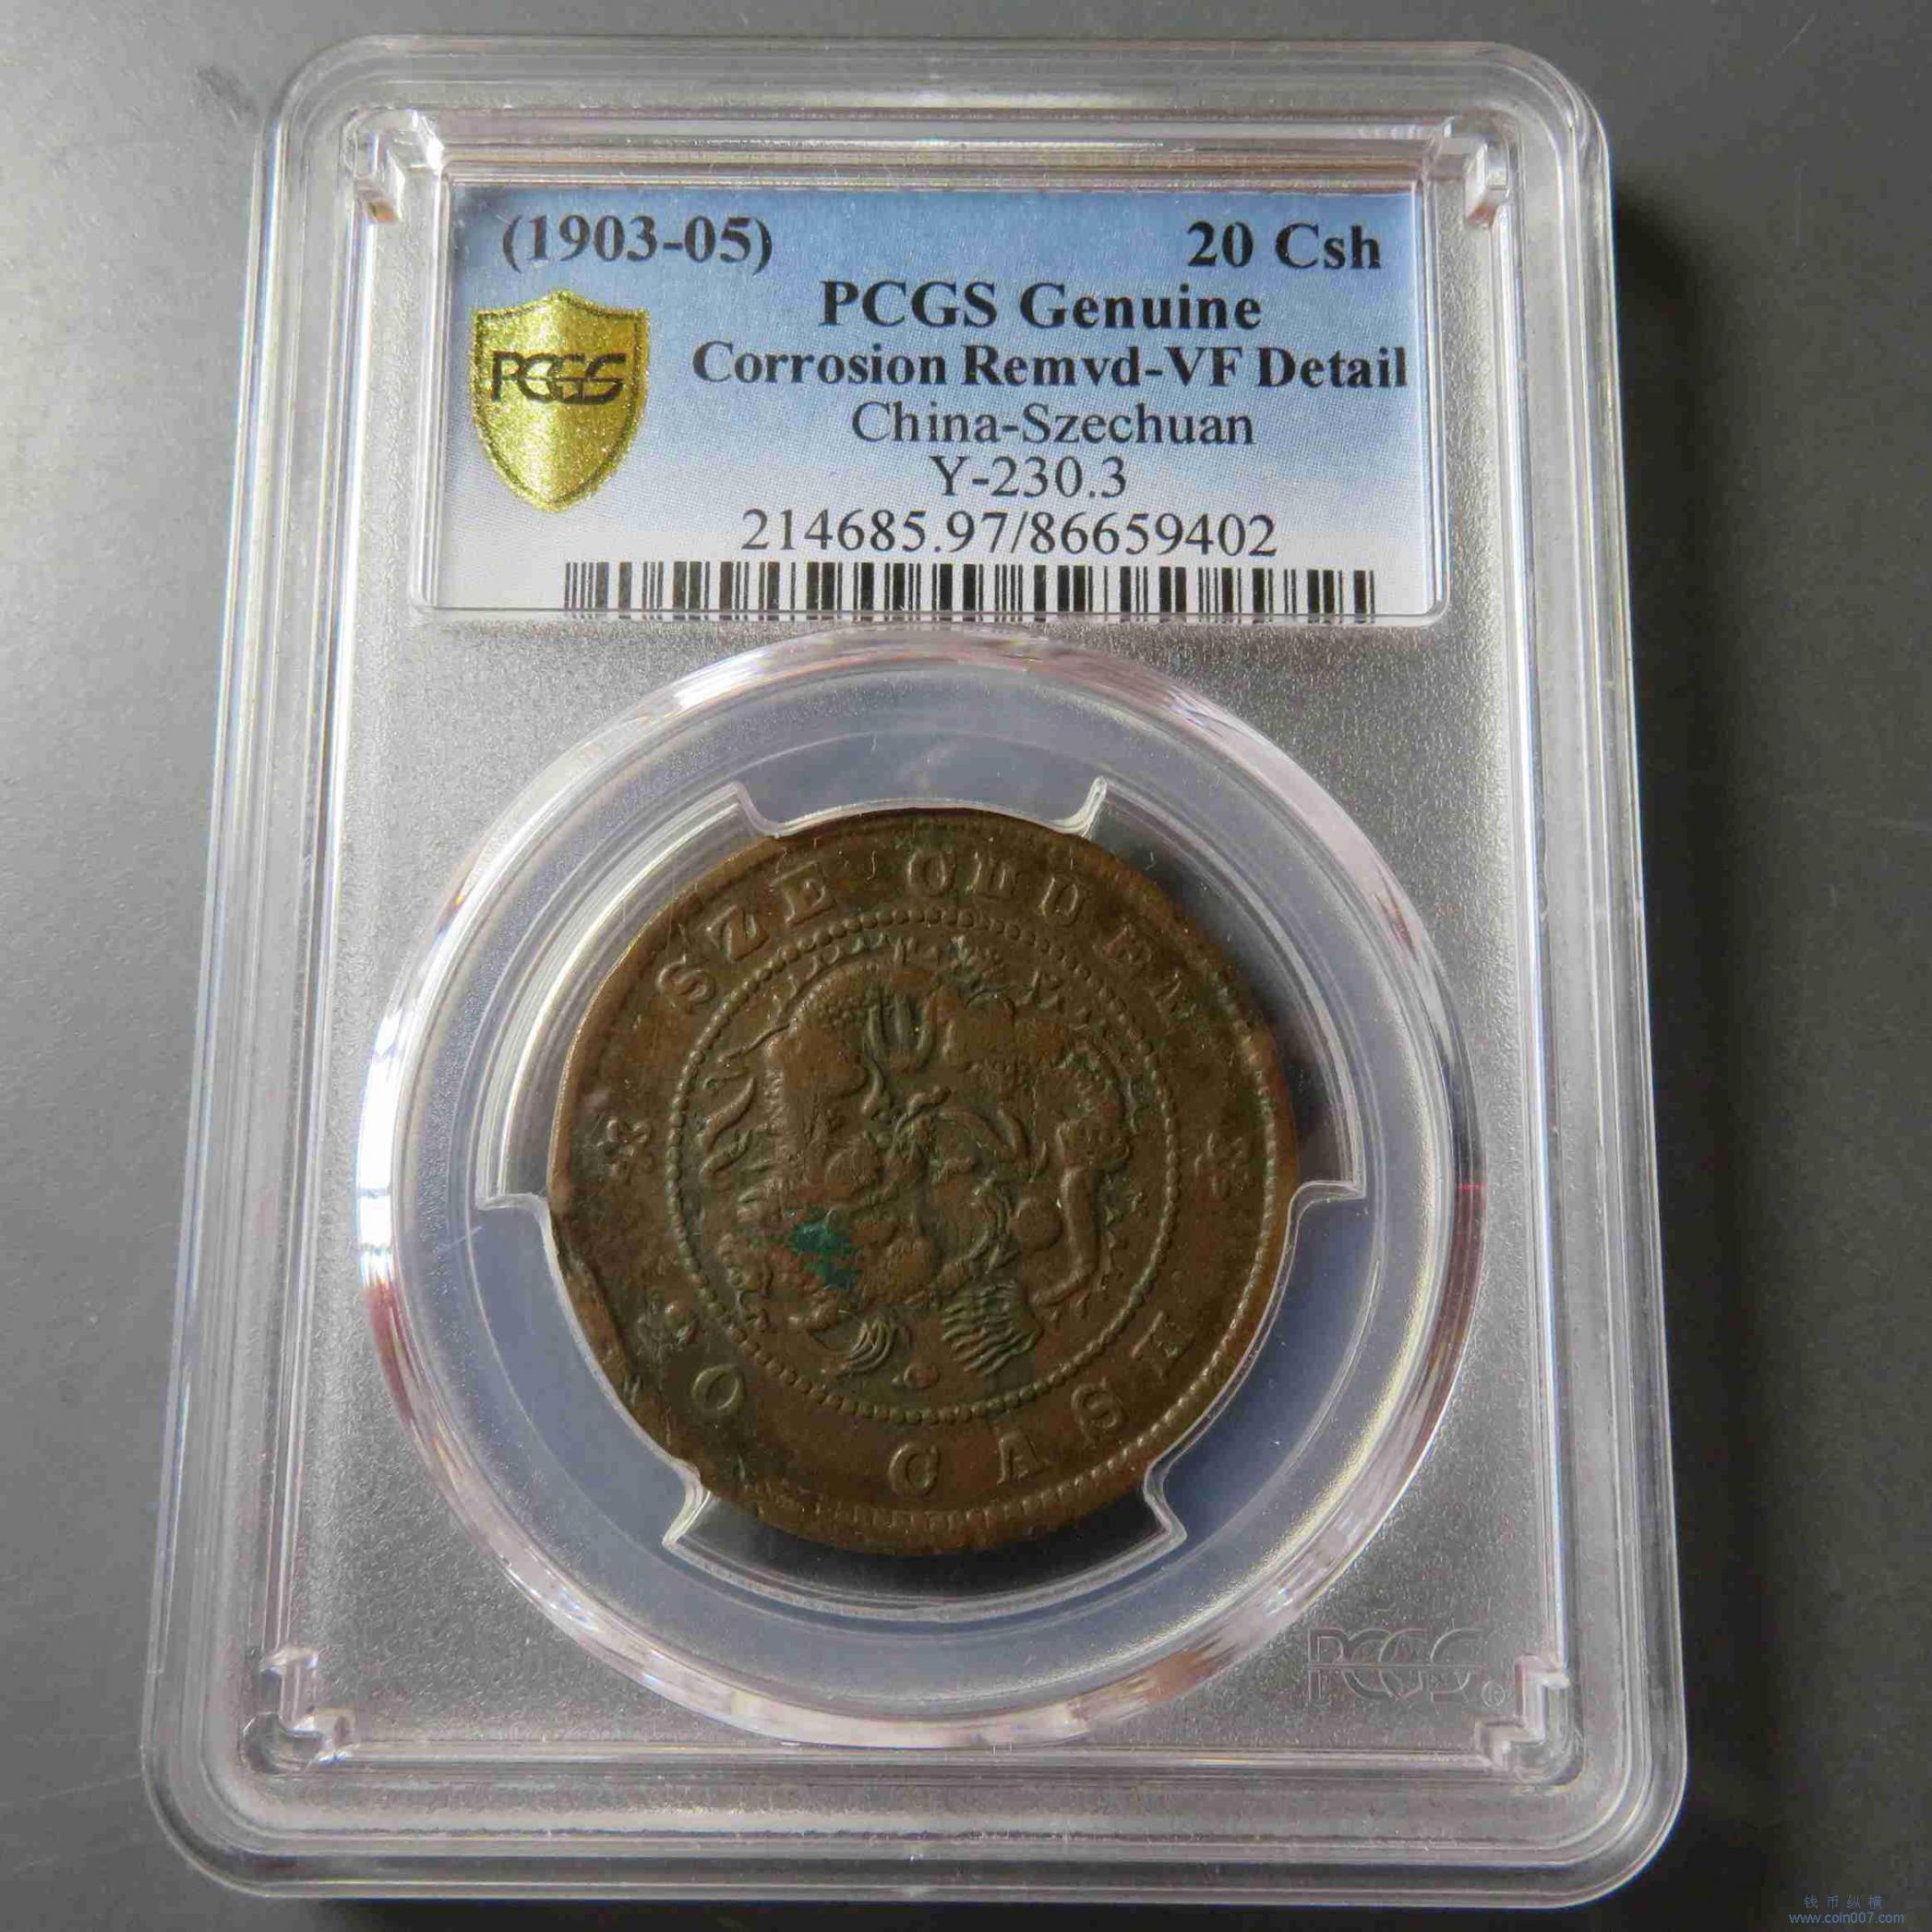 (1903-05) 20 Csh
PCGS Genuine
PCGS
Corrosion Remvd-VF Detail
China-Szechuan
Y-230.3
214685.97/86659402
SZE-CHUEN
CASH
PCGS®
钱币纵横
www.coin007.com